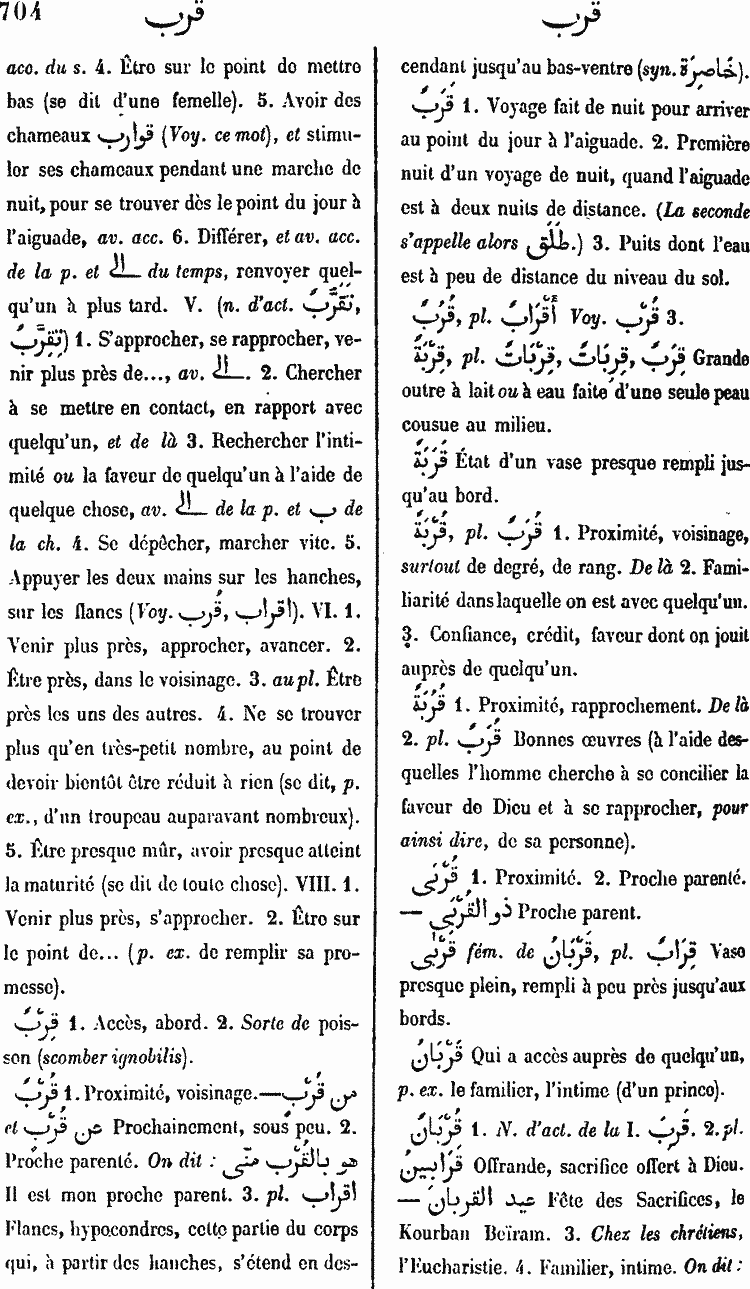 704 قرب قرب
acc. du s. 4. Être sur le point de mettre
bas (se dit d'une femelle). 5. Avoir des
chameaux قوارب (Voy. ce mot), et stimu-
ler ses chameaux pendant une marche de
nuit, pour se trouver dès le point du jour à
l'aiguade, av. acc. 6. Différer, et av. acc.
de la p. et الى du temps, renvoyer quel-
qu'un à plus tard. V. (n. d'act. تَقَرُّبٌ,
تِقِرَّابٌ) 1. S'approcher, se rapprocher, ve-
nir plus près de..., av. الى. 2. Chercher
à se mettre en contact, en rapport avec
quelqu'un, et de là 3. Rechercher l'inti-
mité ou la faveur de quelqu'un à l'aide de
quelque chose, av. الى de la p. et ب de
la ch. 4. Se dépêcher, marcher vite. 5.
Appuyer les deux mains sur les hanches,
sur les flancs (Voy. قُرب, اقراب). VI. 1.
Venir plus près, approcher, avancer. 2.
Être près, dans le voisinage. 3. au pl. Être
près les uns des autres. 4. Ne se trouver
plus qu'en très-petit nombre, au point de
devoir bientôt être réduit à rien (se dit, p.
ex., d'un troupeau auparavant nombreux).
5. Être presque mûr, avoir presque atteint
la maturité (se dit de toute chose). VIII. 1.
Venir plus près, s'approcher. 2. Être sur
le point de... (p. ex. de remplir sa pro-
messe).
قِرْبٌ 1. Accès, abord. 2. Sorte de pois-
son (scomber ignobilis).
قُرْبٌ 1. Proximité, voisinage.—من قُرْبٍ
et عن قُرْبٍ Prochainement, sous peu. 2.
Proche parenté. On dit : هو بالقُرْب منّى
Il est mon proche parent. 3. pl. اقراب
Flancs, hypocondres, cette partie du corps
qui, à partir des hanches, s'étend en des-
cendant jusqu'au bas-ventre (syn. خَاصِرَة).
قَرَبٌ 1. Voyage fait de nuit pour arriver
au point du jour à l'aiguade. 2. Première
nuit d'un voyage de nuit, quand l'aiguade
est à deux nuits de distance. (La seconde
s'appelle alors طَلَق.) 3. Puits dont l'eau
est à peu de distance du niveau du sol.
قُرُبٌ, pl. أَقْرَابٌ Voy. قُرْب 3.
قِرْبَةٌ, pl. قِرَبٌ, قِرِبَاتٌ, قِرْبَاتٌ Grande
outre à lait ou à eau faite d'une seule peau
cousue au milieu.
قَرَبَةٌ État d'un vase presque rempli jus-
qu'au bord.
قُرْبَةٌ, pl. قُرَبٌ 1. Proximité, voisinage,
surtout de degré, de rang. De là 2. Fami-
liarité dans laquelle on est avec quelqu'un.
3. Confiance, crédit, faveur dont on jouit
auprès de quelqu'un.
قُرُبَةٌ 1. Proximité, rapprochement. De là
2. pl. قُرَبٌ Bonnes œuvres (à l'aide des-
quelles l'homme cherche à se concilier la
faveur de Dieu et à se rapprocher, pour
ainsi dire, de sa personne).
قُرْبَى 1. Proximité. 2. Proche parenté.
— ذو القُرْبَى Proche parent.
قَرْبَى fém. de قَرْبَانُ, pl. قِرَابٌ Vase
presque plein, rempli à peu près jusqu'aux
bords.
قَرْبَانٌ Qui a accès auprès de quelqu'un,
p. ex. le familier, l'intime (d'un prince).
قُرْبَانٌ 1. N. d'act. de la I. قَرِبَ. 2. pl.
قَرَابِينُ Offrande, sacrifice offert à Dieu.
— عيد القربان Fête des Sacrifices, le
Kourban Beïram. 3. Chez les chrétiens,
l'Eucharistie. 4. Familier, intime. On dit :